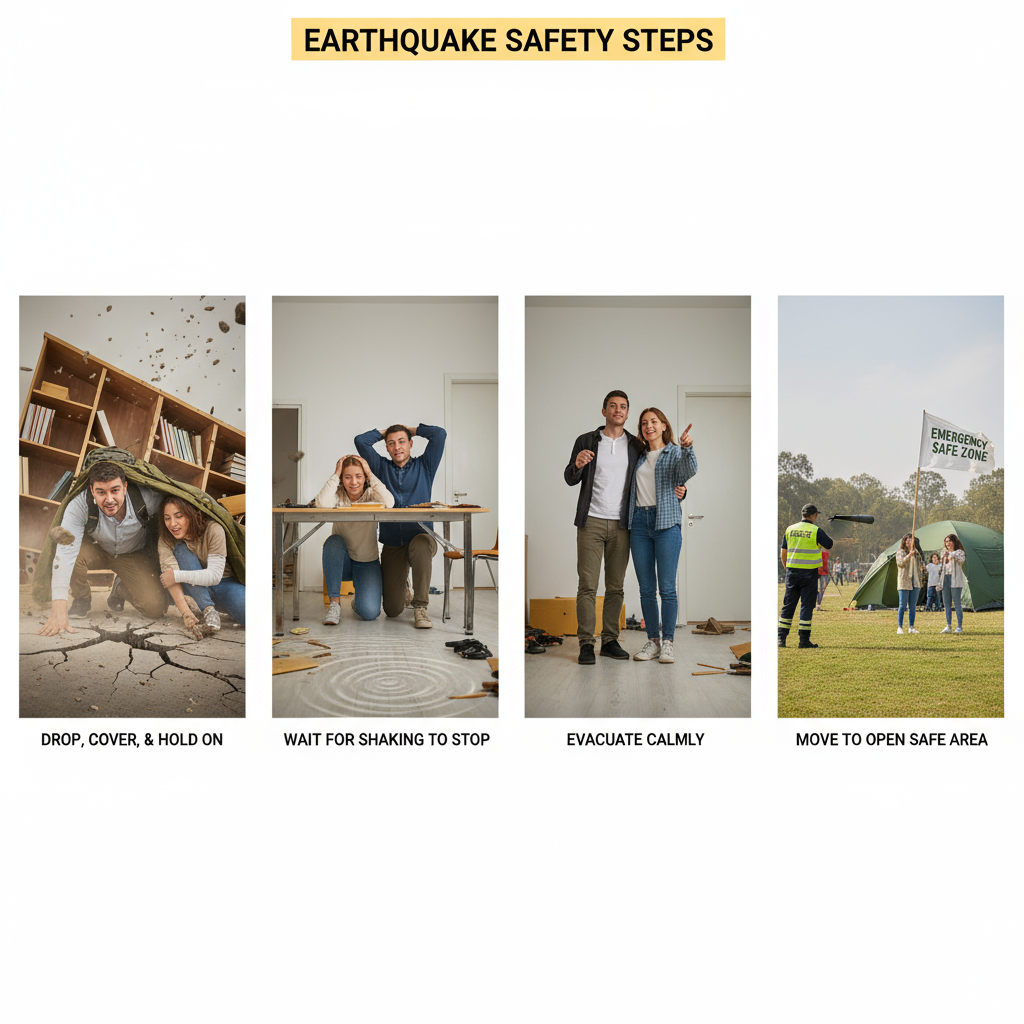 EARTHQUAKE SAFETY STEPS
DROP, COVER, & HOLD ON
WAIT FOR SHAKING TO STOP
EVACUATE CALMLY
EMERGENCY
SAFE ZONE
MOVE TO OPEN SAFE AREA